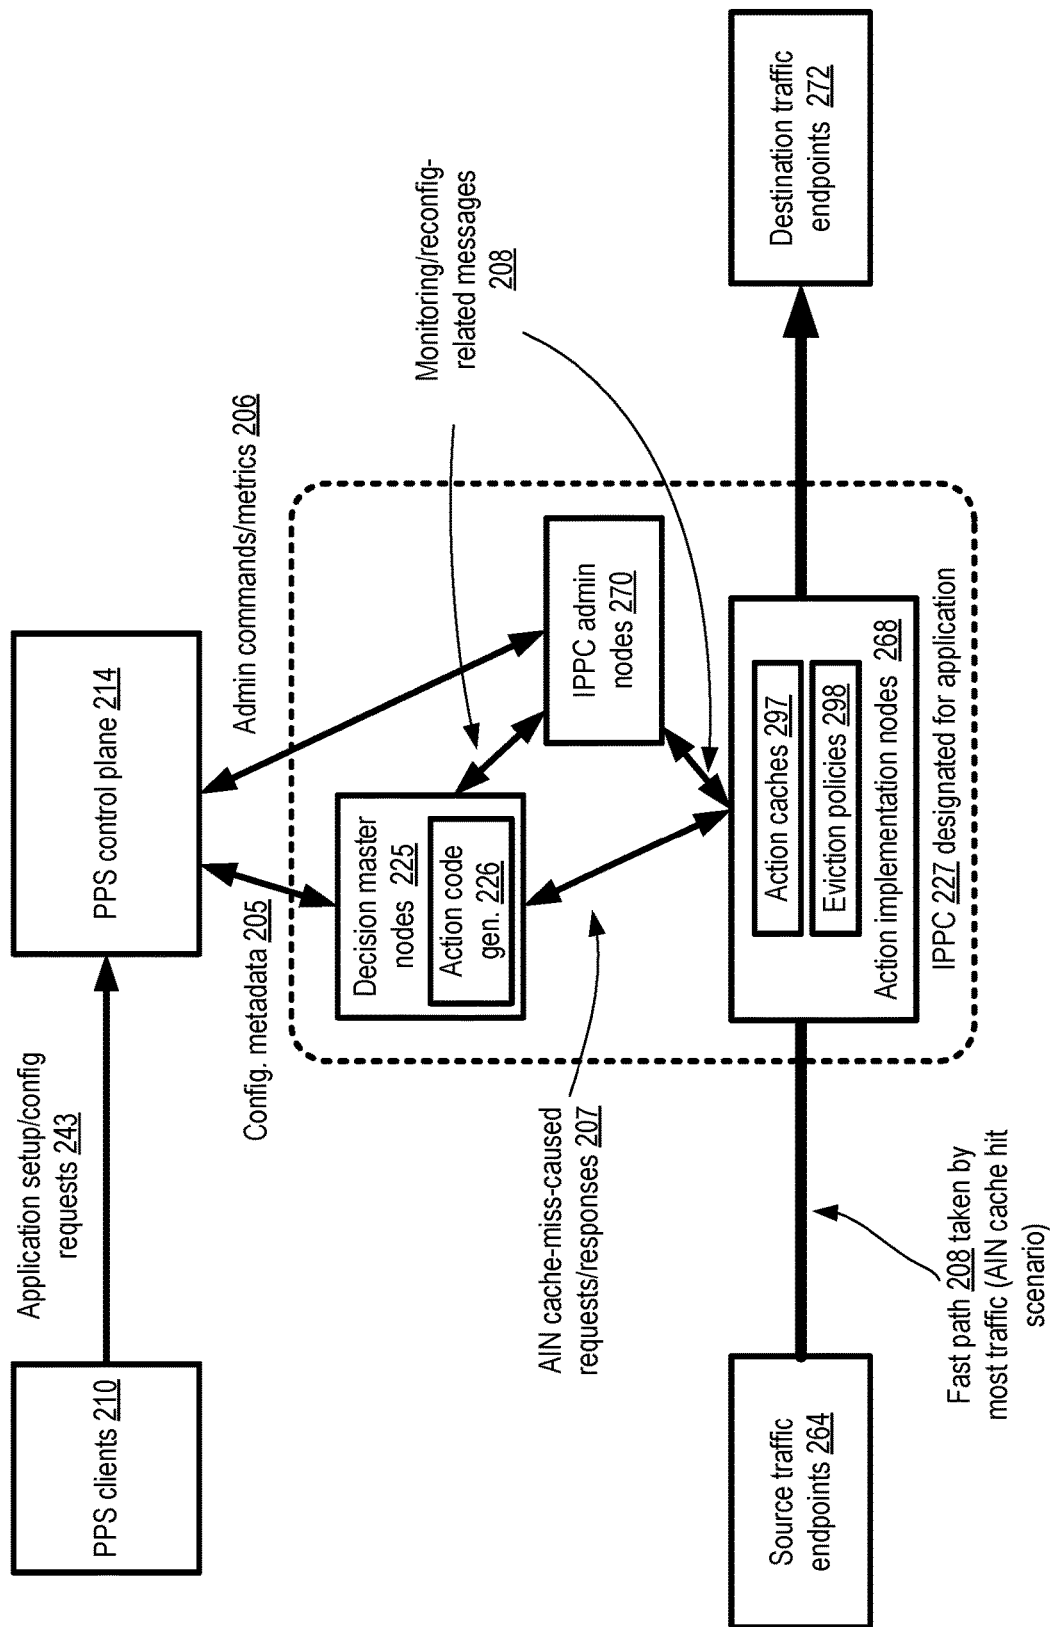 PPS clients 210
Application setup/config
requests 243
PPS control plane 214
Config. metadata 205
Admin commands/metrics 206
Decision master
nodes 225
Action code
gen. 226
IPPC admin
nodes 270
Monitoring/reconfig-
related messages
208
AIN cache-miss-caused
requests/responses 207
Source traffic
endpoints 264
Action caches 297
Eviction policies 298
Action implementation nodes 268
IPPC 227 designated for application
Destination traffic
endpoints 272
Fast path 208 taken by
most traffic (AIN cache hit
scenario)